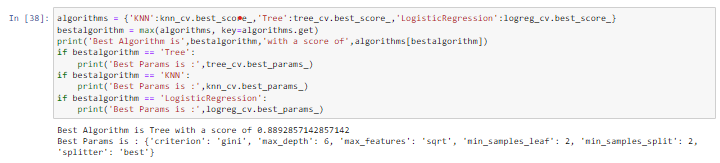 In [38]: algorithms = {'KNN':knn_cv.best_score_,'Tree':tree_cv.best_score_,'LogisticRegression':logreg_cv.best_score_}
bestalgorithm = max(algorithms, key=algorithms.get)
print('Best Algorithm is',bestalgorithm,'with a score of',algorithms[bestalgorithm])
if bestalgorithm == 'Tree':
    print('Best Params is :',tree_cv.best_params_)
if bestalgorithm == 'KNN':
    print('Best Params is :',knn_cv.best_params_)
if bestalgorithm == 'LogisticRegression':
    print('Best Params is :',logreg_cv.best_params_)
Best Algorithm is Tree with a score of 0.8892857142857142
Best Params is : {'criterion': 'gini', 'max_depth': 6, 'max_features': 'sqrt', 'min_samples_leaf': 2, 'min_samples_split': 2,
'splitter': 'best'}